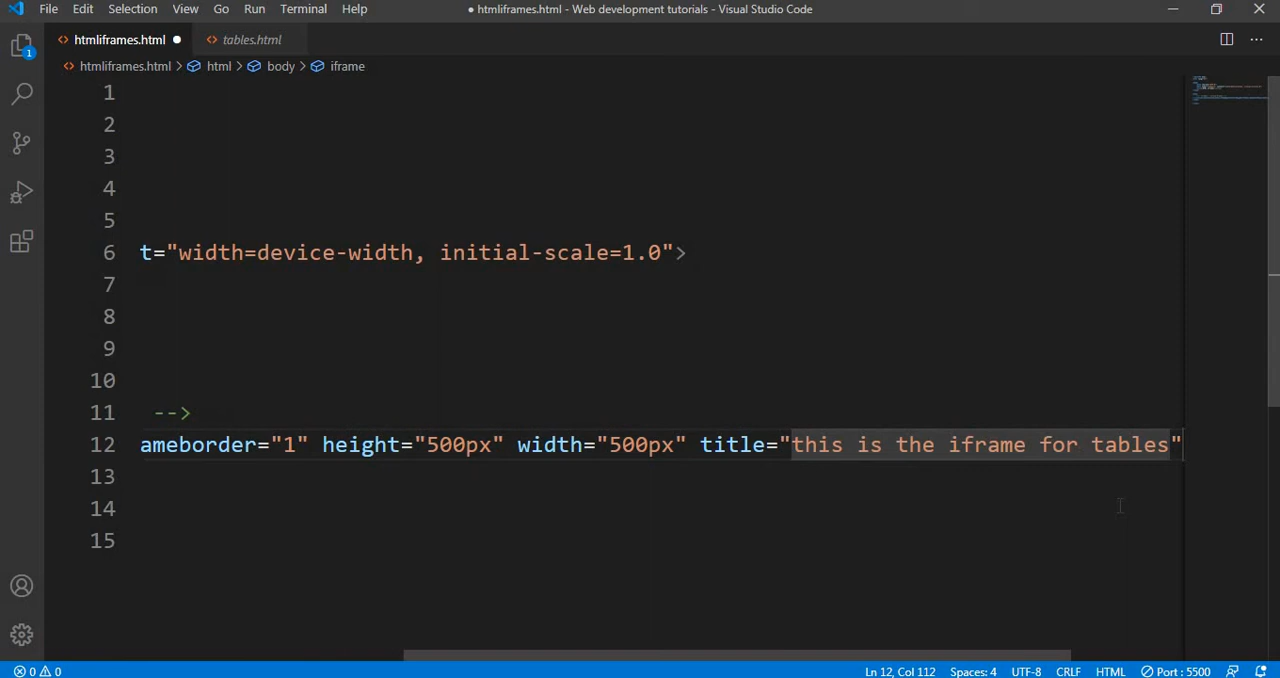 File Edit Selection View Go Run Terminal Help
● htmliframes.html - Web development tutorials - Visual Studio Code
htmliframes.html ● tables.html
htmliframes.html > html > body > iframe
1
2
3
4
5
6 t="width=device-width, initial-scale=1.0">
7
8
9
10
11 -->
12 ameborder="1" height="500px" width="500px" title="this is the iframe for tables"
13
14
15
1
0 0 Ln 12, Col 112 Spaces: 4 UTF-8 CRLF HTML Port : 5500